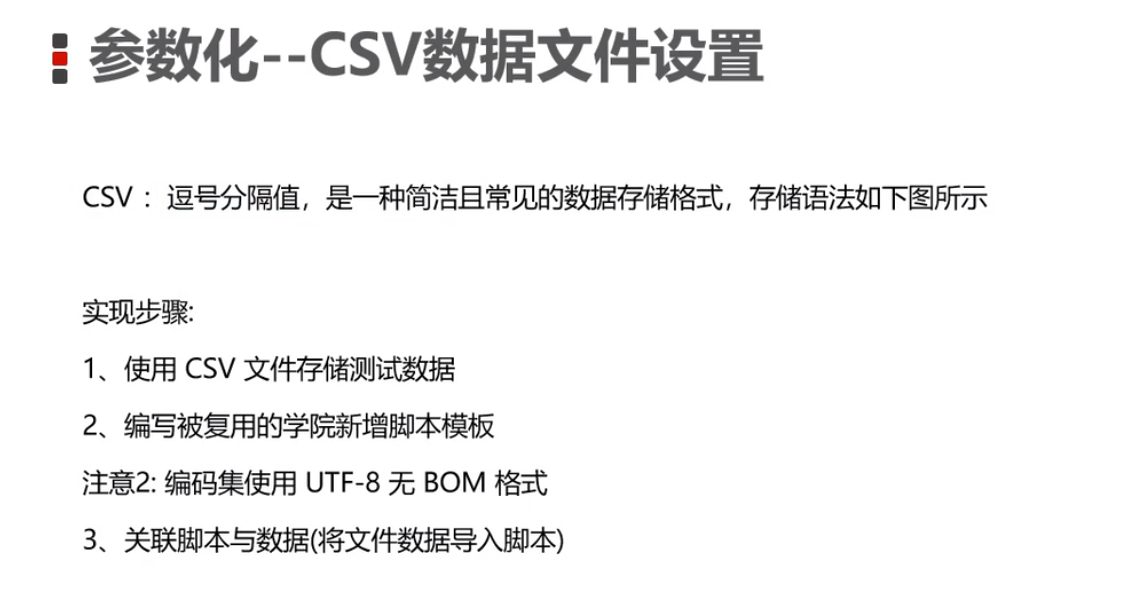 参数化--CSV数据文件设置
CSV ：逗号分隔值，是一种简洁且常见的数据存储格式，存储语法如下图所示
实现步骤:
1、使用 CSV 文件存储测试数据
2、编写被复用的学院新增脚本模板
注意2: 编码集使用 UTF-8 无 BOM 格式
3、关联脚本与数据(将文件数据导入脚本)